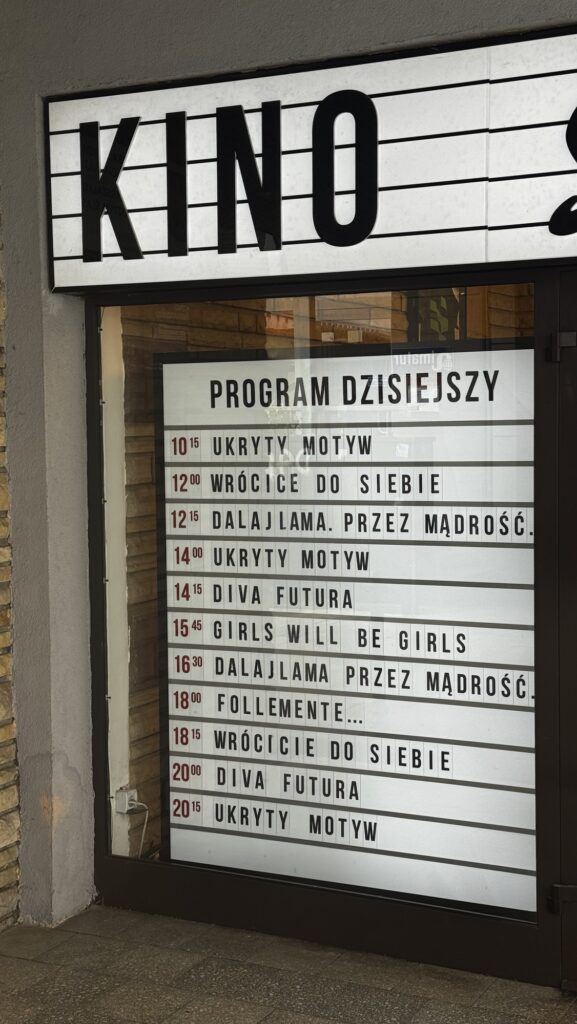 KINO
PROGRAM DZISIEJSZY
10 15 UKRYTY MOTYW
12 00 WRÓCICE DO SIEBIE
12 15 DALAJLAMA. PRZEZ MĄDROŚĆ.
14 00 UKRYTY MOTYW
14 15 DIVA FUTURA
15 45 GIRLS WILL BE GIRLS
16 30 DALAJLAMA PRZEZ MĄDROŚĆ.
18 00 FOLLEMENTE...
18 15 WRÓCICIE DO SIEBIE
20 00 DIVA FUTURA
20 15 UKRYTY MOTYW